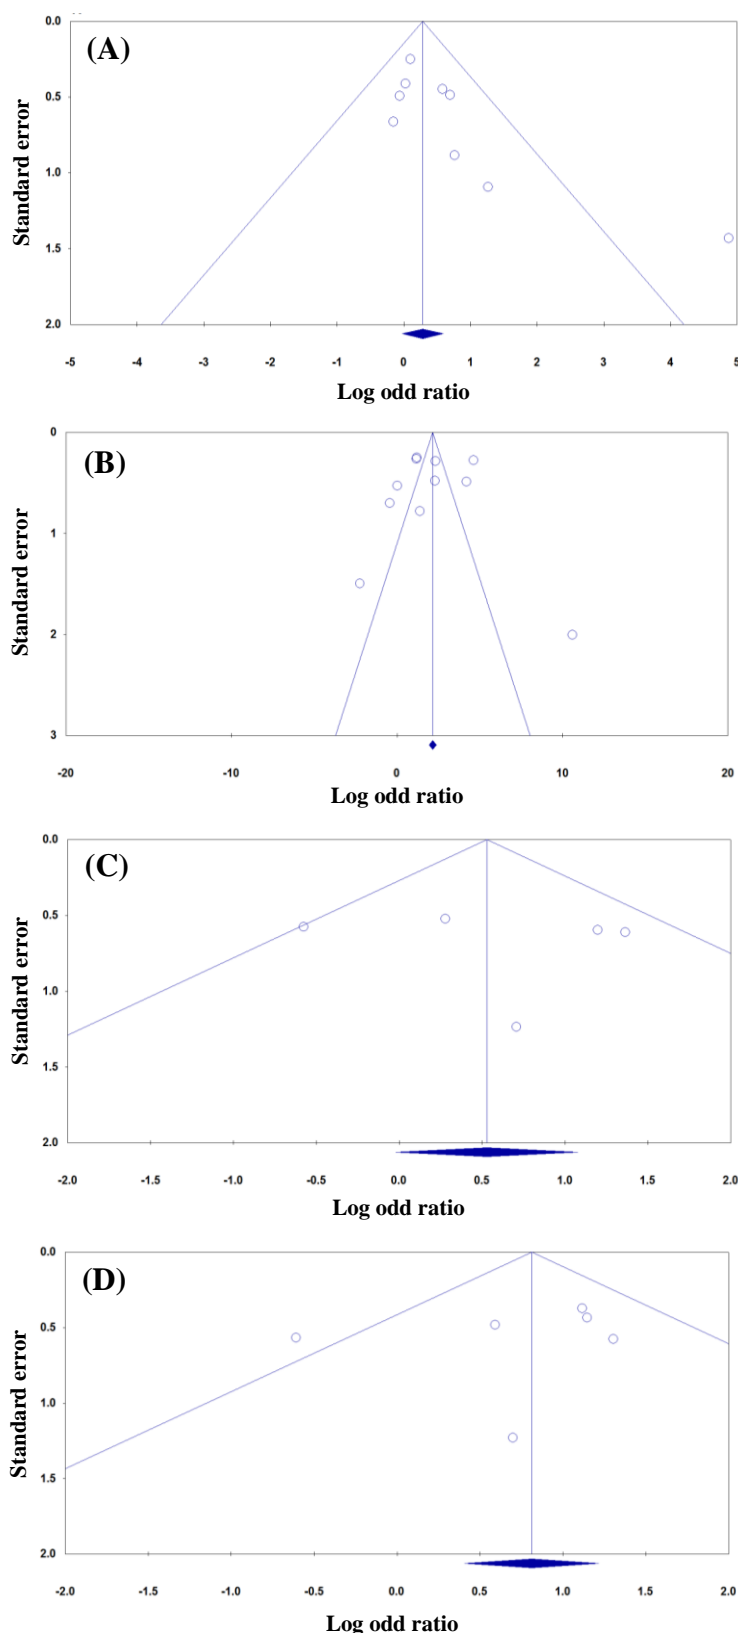 (A)
Standard error
0.0
0.5
1.0
1.5
2.0
-5 -4 -3 -2 -1 0 1 2 3 4 5
Log odd ratio
(B)
Standard error
0
1
2
3
-20 -10 0 10 20
Log odd ratio
(C)
Standard error
0.0
0.5
1.0
1.5
2.0
-2.0 -1.5 -1.0 -0.5 0.0 0.5 1.0 1.5 2.0
Log odd ratio
(D)
Standard error
0.0
0.5
1.0
1.5
2.0
-2.0 -1.5 -1.0 -0.5 0.0 0.5 1.0 1.5 2.0
Log odd ratio